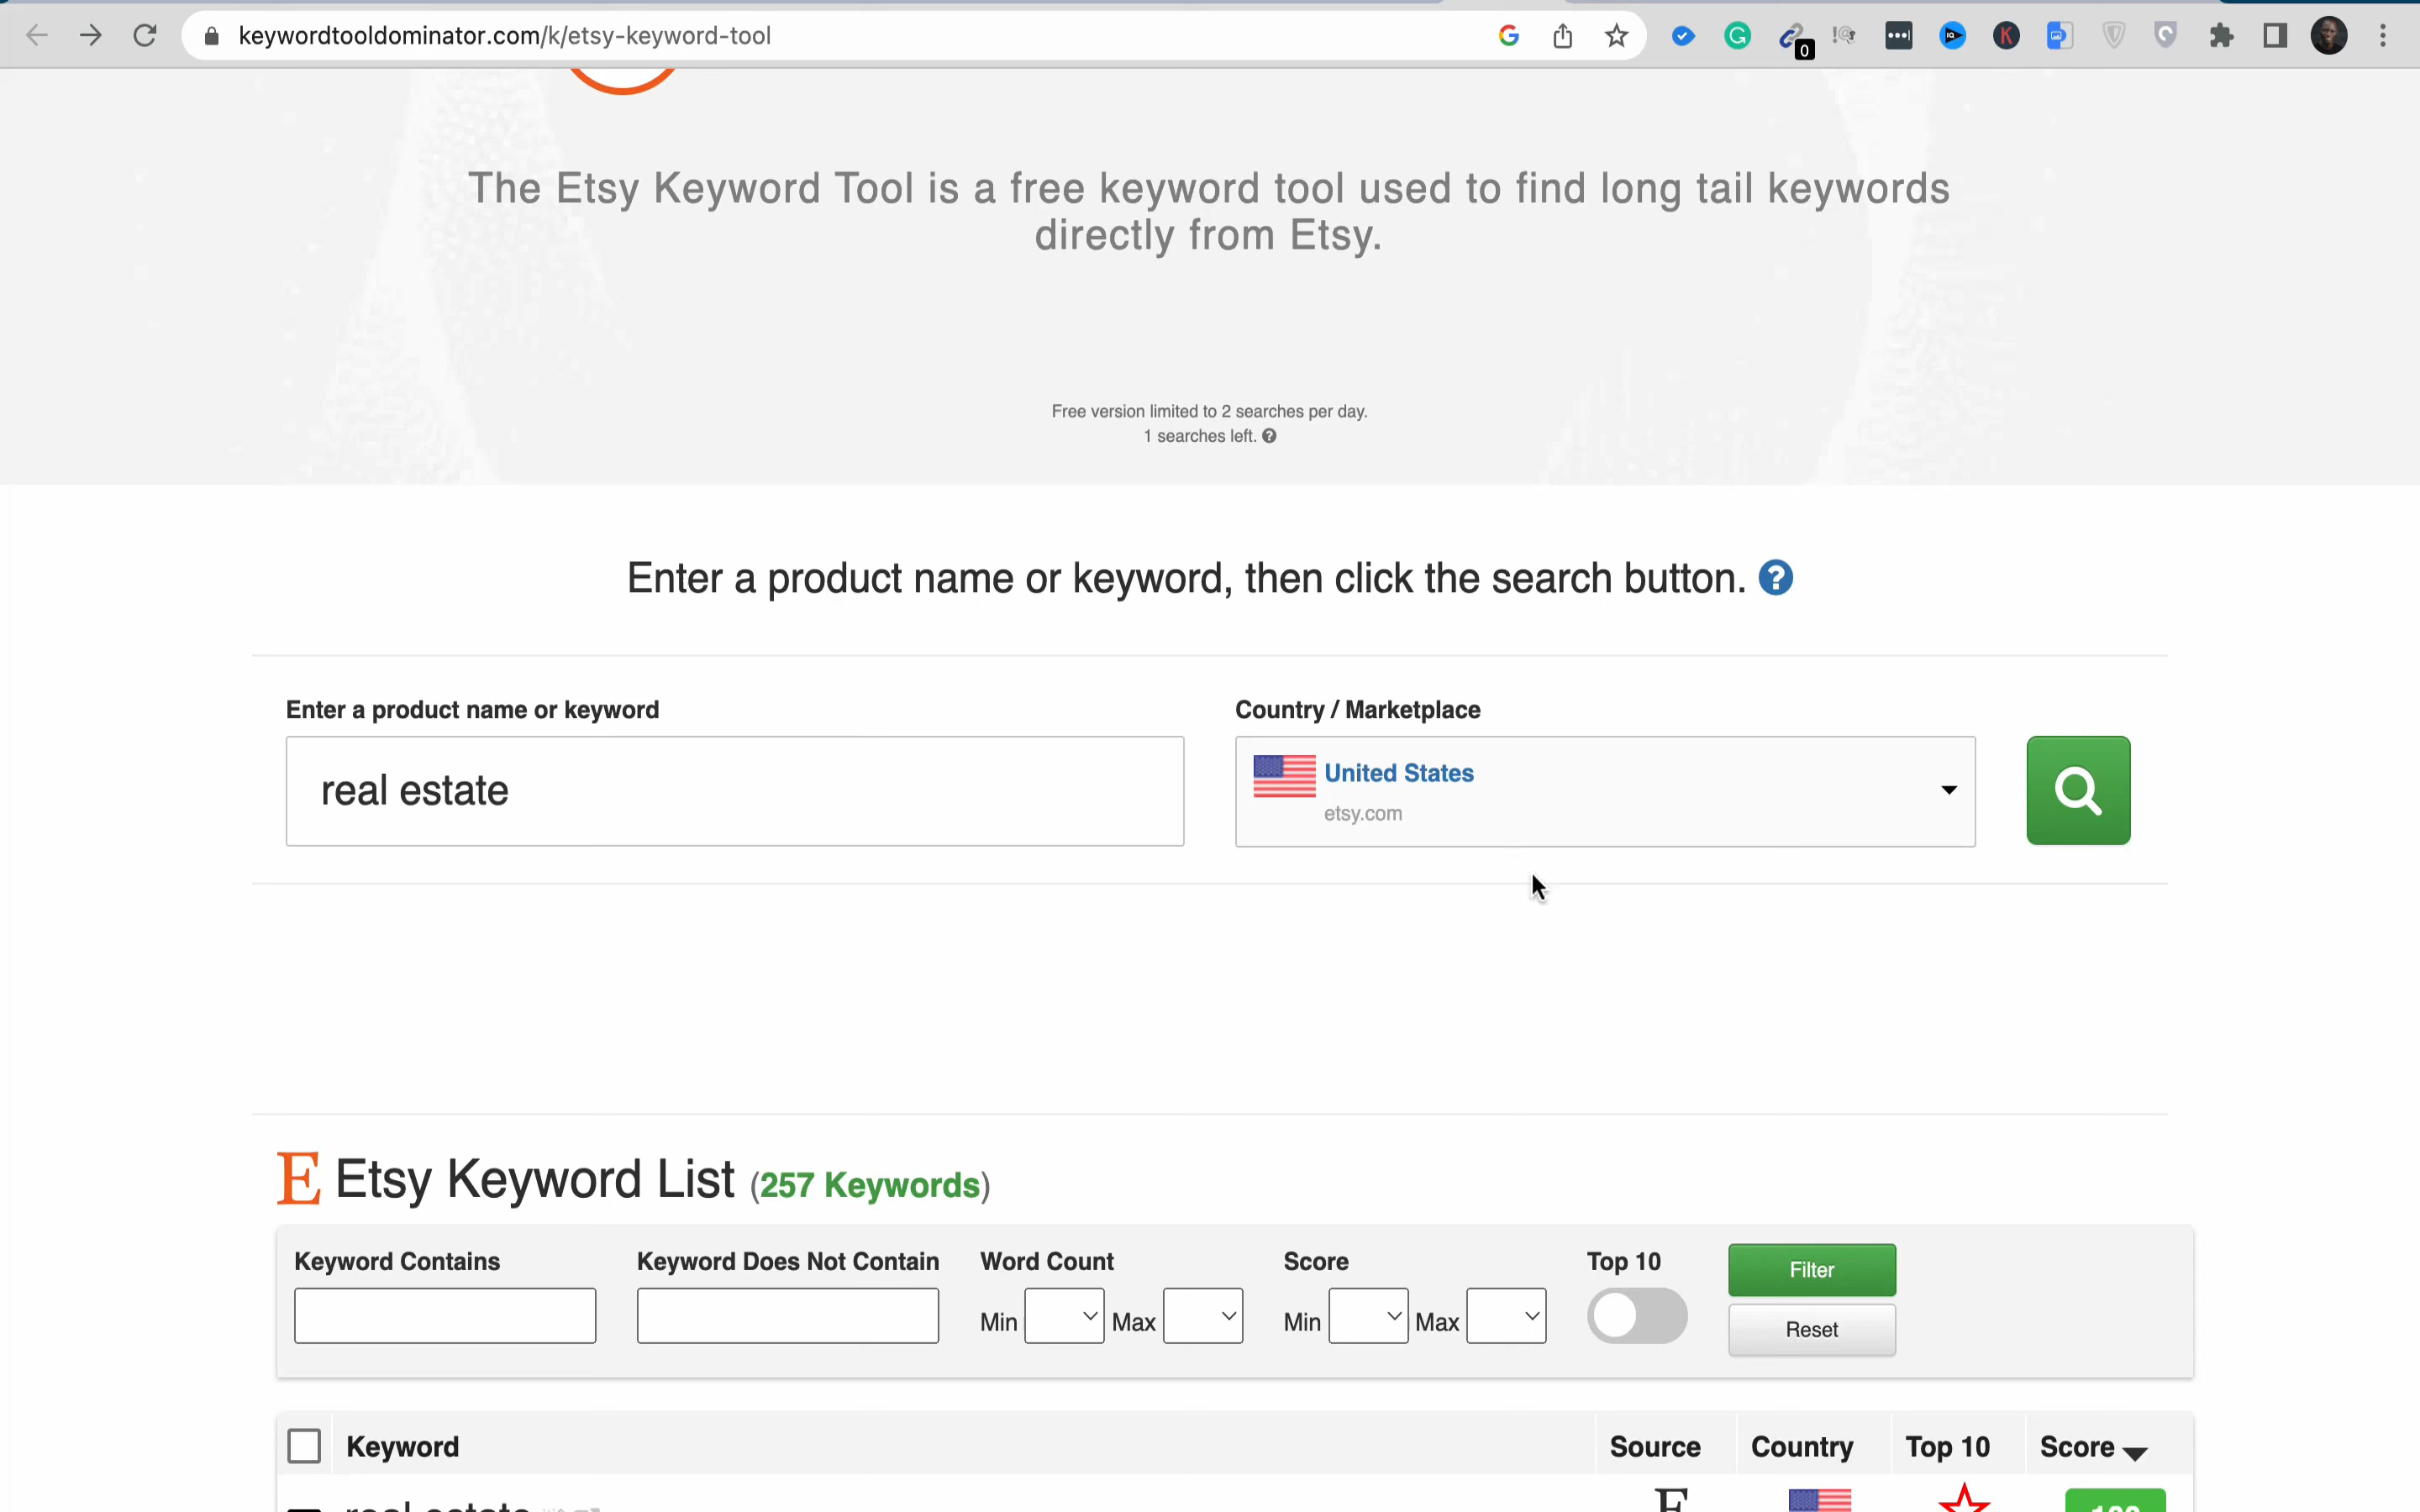 keywordtooldominator.com/k/etsy-keyword-tool
0
The Etsy Keyword Tool is a free keyword tool used to find long tail keywords
directly from Etsy.
Free version limited to 2 searches per day.
1 searches left.
Enter a product name or keyword, then click the search button.
Enter a product name or keyword
Country / Marketplace
real estate
United States
etsy.com
E Etsy Keyword List (257 Keywords)
Keyword Contains Keyword Does Not Contain Word Count Score Top 10
Filter
Min Max Min Max
Reset
Keyword Source Country Top 10 Score
real estate